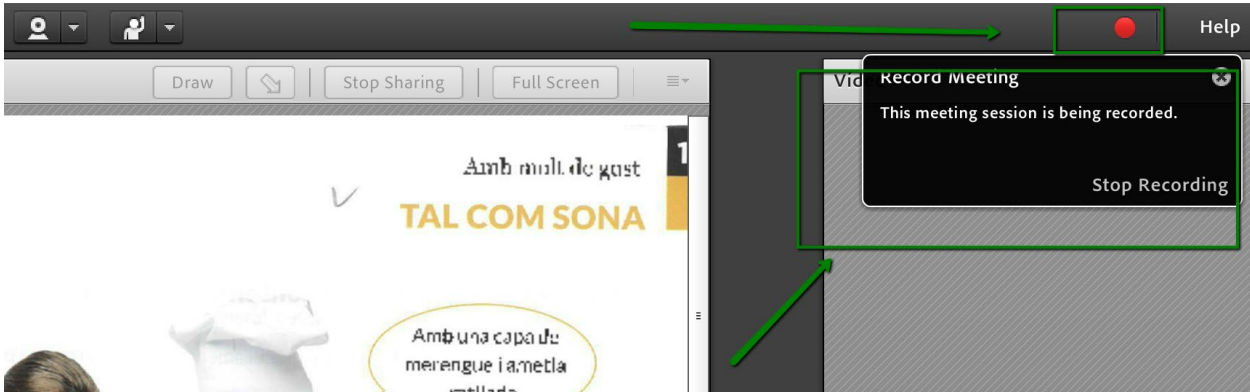 Help
Draw
Stop Sharing
Full Screen
Record Meeting
This meeting session is being recorded.
Stop Recording
Amb molt de gust
1
TAL COM SONA
Amb una capa de
merengue i ametla